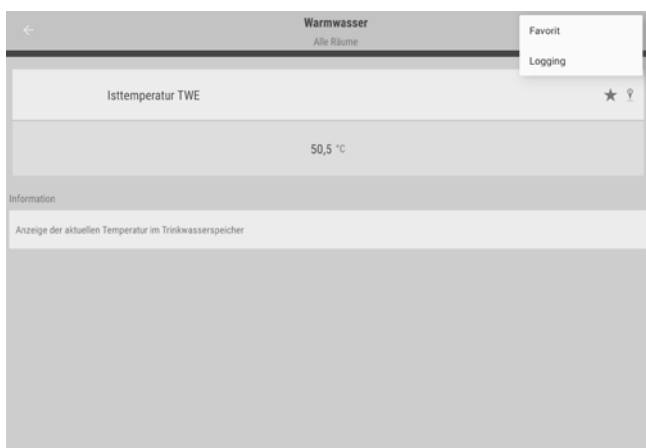 Warmwasser
Alle Räume
Favorit
Logging
Isttemperatur TWE
50,5 °C
Information
Anzeige der aktuellen Temperatur im Trinkwasserspeicher